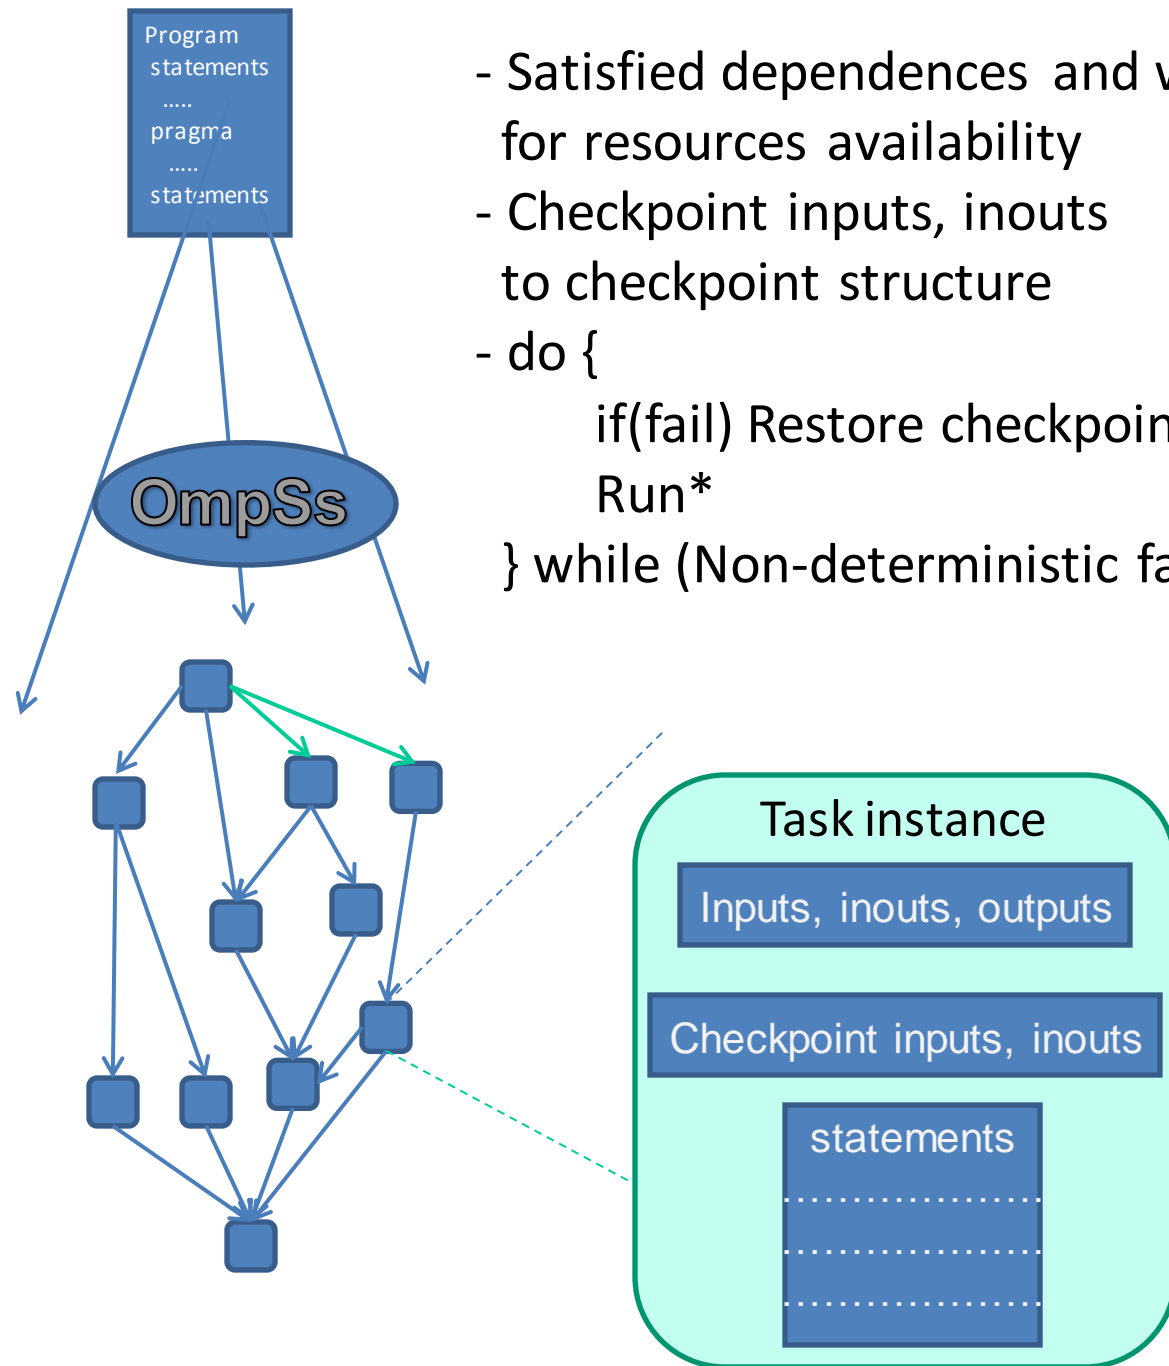 Program
statements
.....
pragma
.....
statements
- Satisfied dependences and
for resources availability
- Checkpoint inputs, inouts
to checkpoint structure
- do {
if(fail) Restore
Run*
} while (Non-deterministic
OmpSs
Task instance
Inputs, inouts, outputs
Checkpoint inputs, inouts
statements
...................
...................
...................